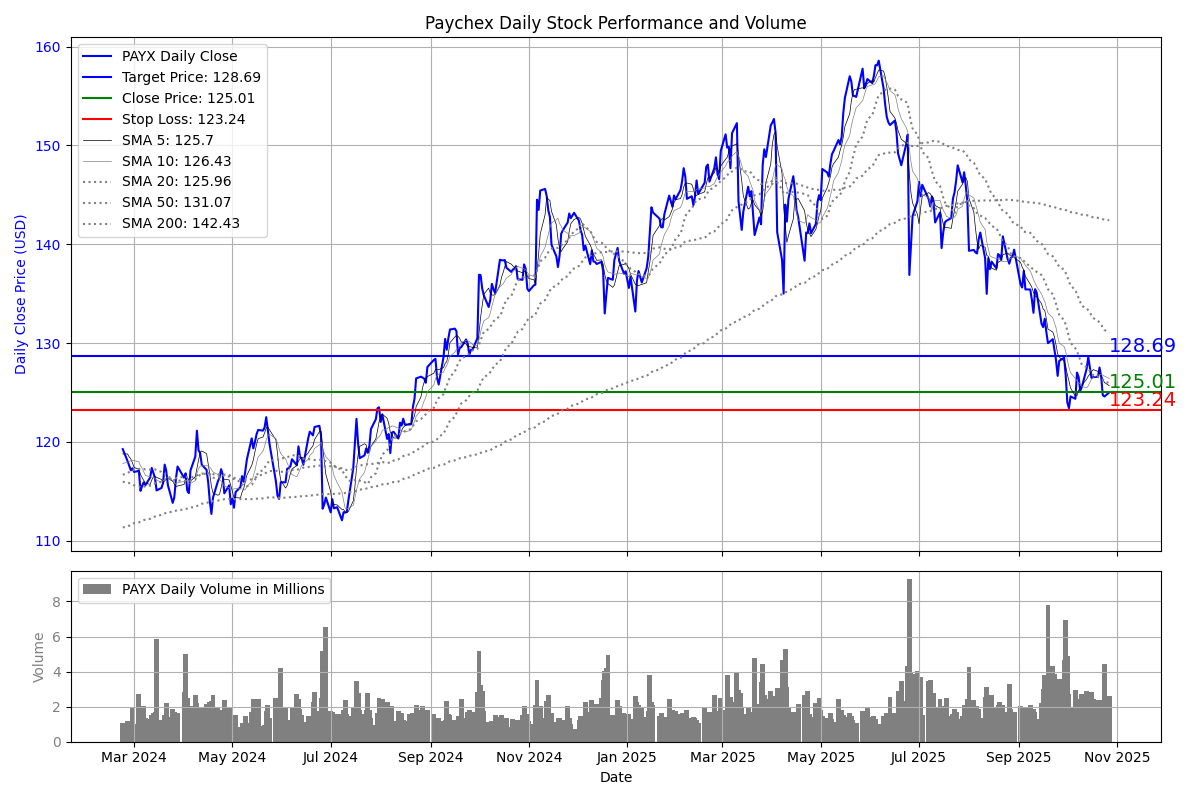 Paychex Daily Stock Performance and Volume
160
150
140
130
120
110
Daily Close Price (USD)
PAYX Daily Close
Target Price: 128.69
Close Price: 125.01
Stop Loss: 123.24
SMA 5: 125.7
SMA 10: 126.43
SMA 20: 125.96
SMA 50: 131.07
SMA 200: 142.43
128.69
125.01
123.24
8
6
4
2
0
Volume
PAYX Daily Volume in Millions
Mar 2024 May 2024 Jul 2024 Sep 2024 Nov 2024 Jan 2025 Mar 2025 May 2025 Jul 2025 Sep 2025 Nov 2025
Date